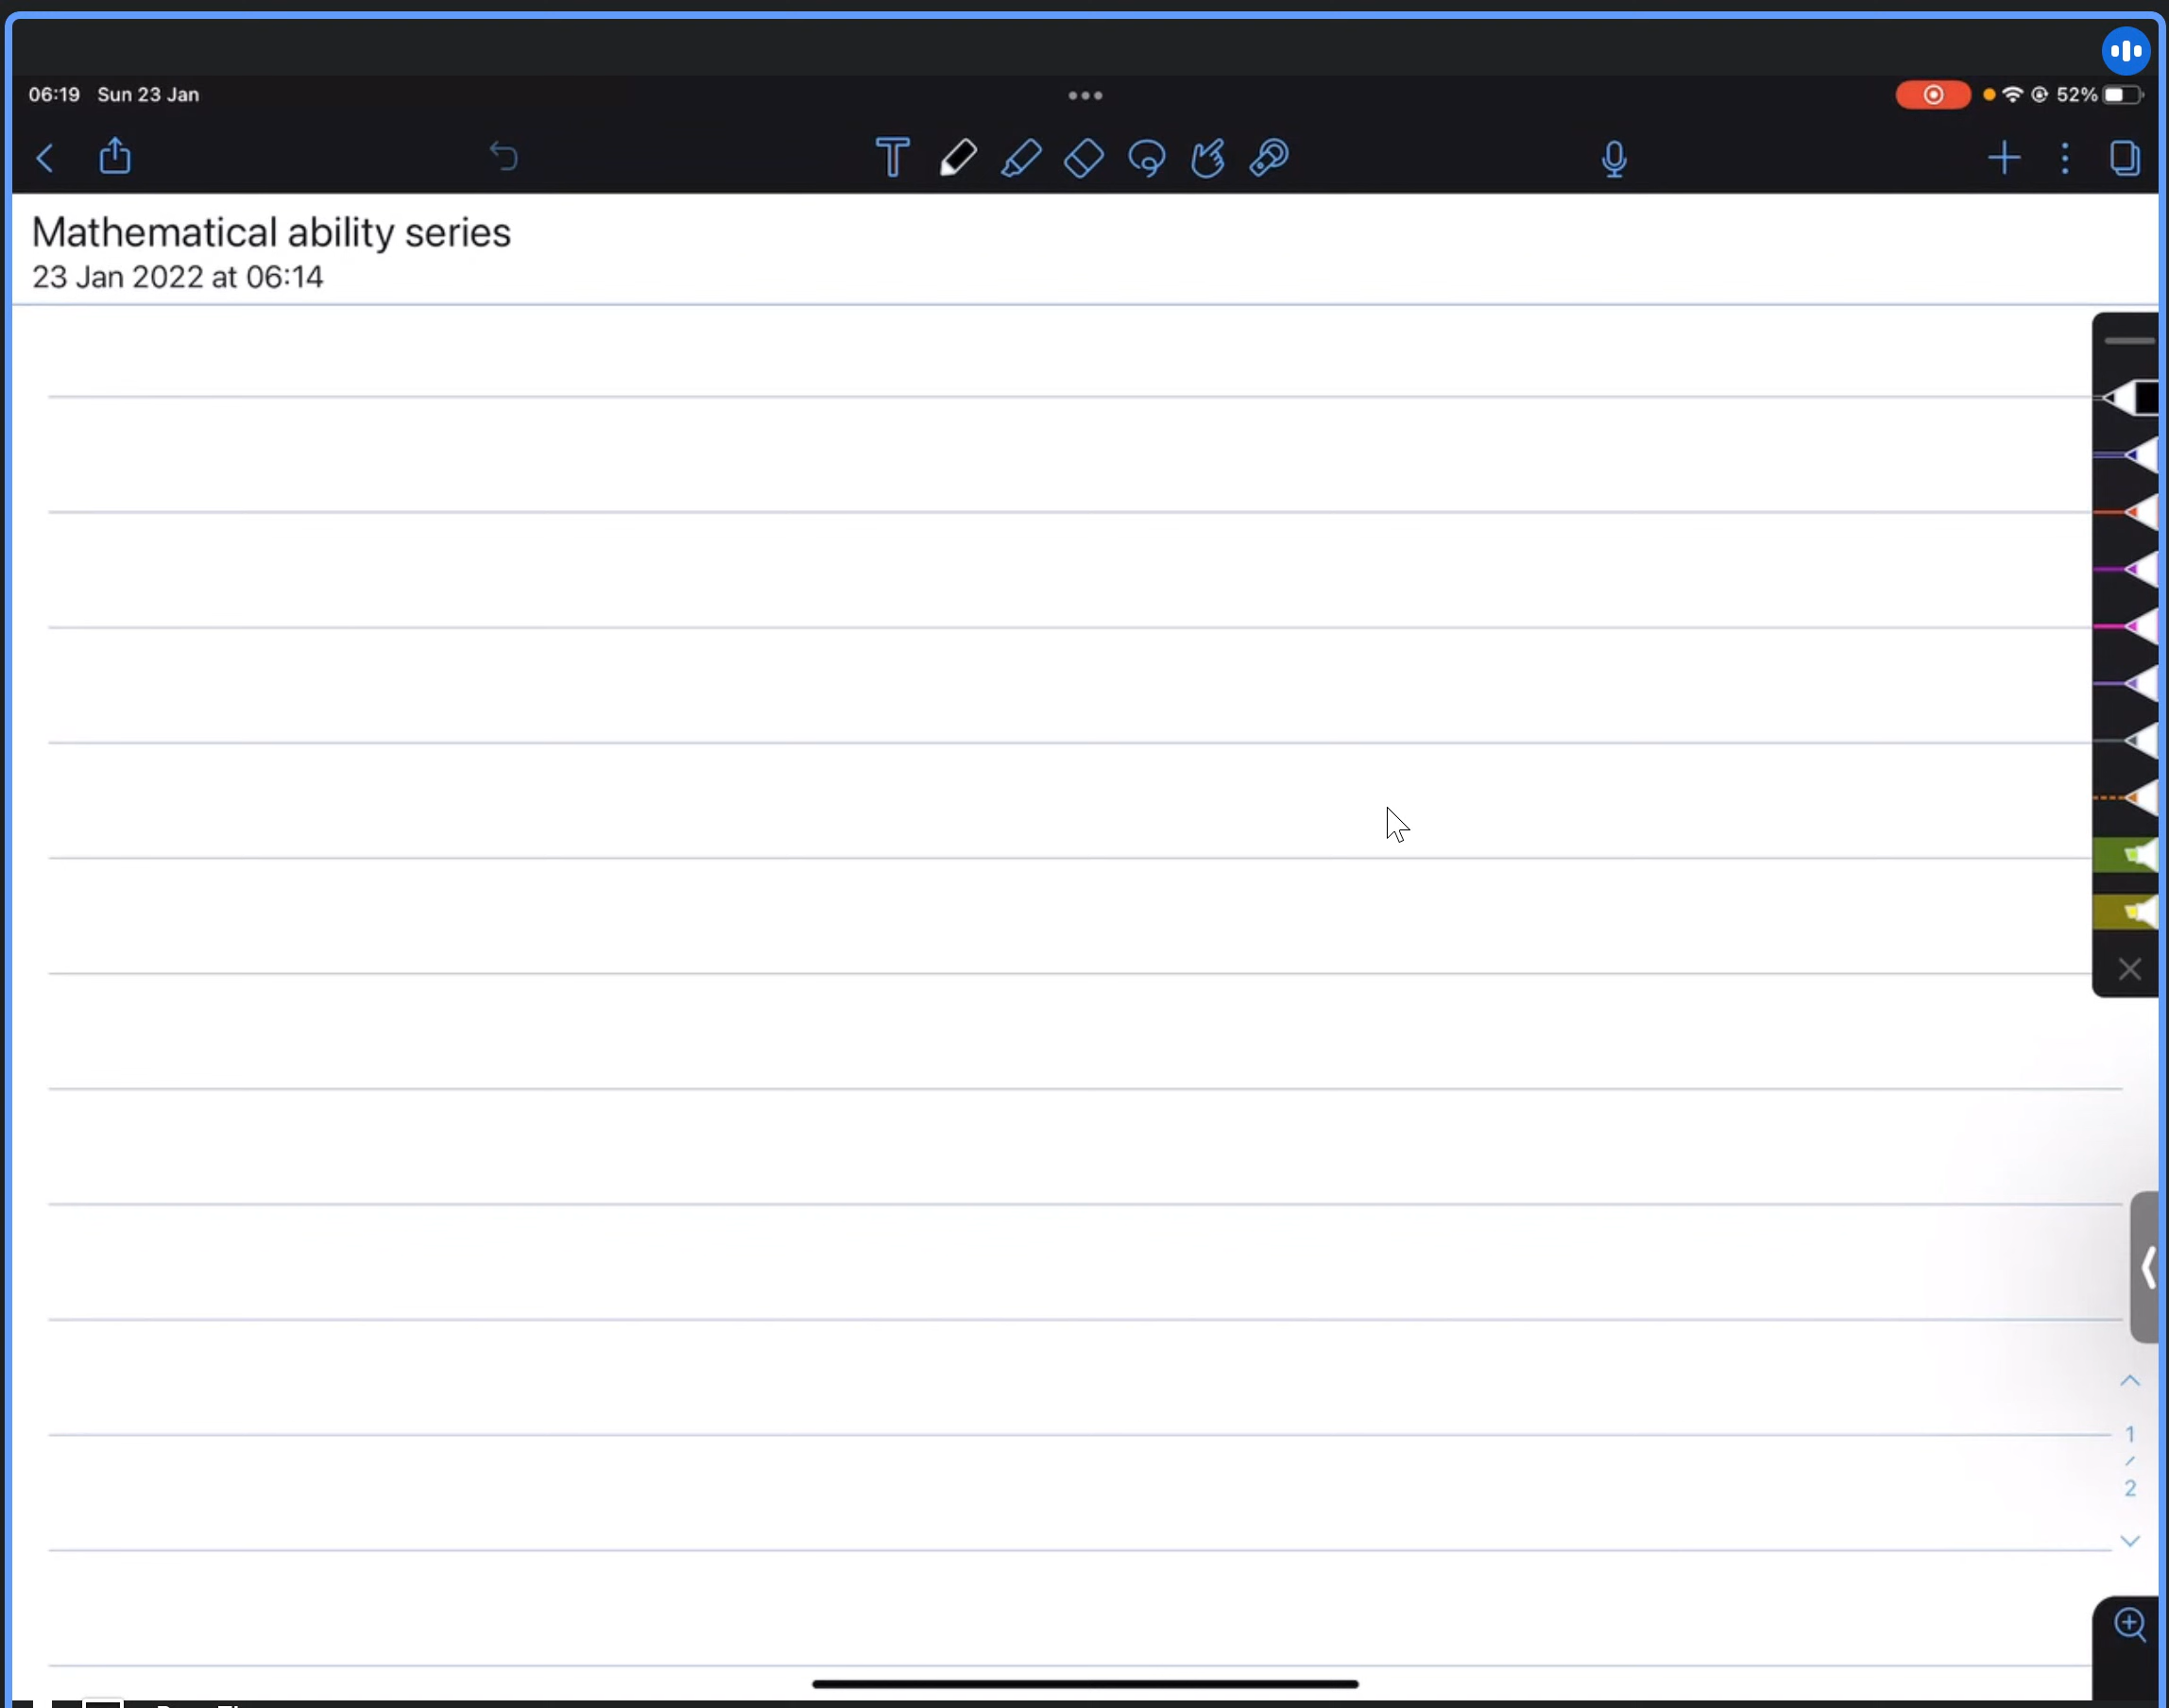 06:19 Sun 23 Jan 52%
Mathematical ability series
23 Jan 2022 at 06:14
1
/
2